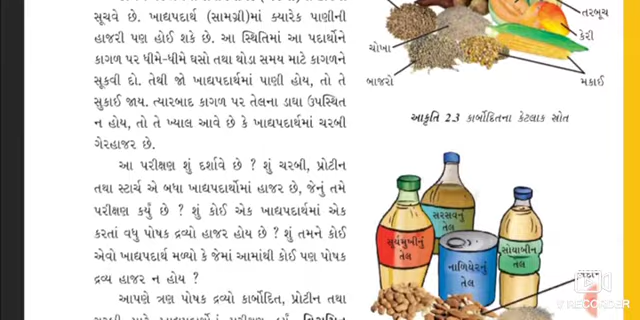 સૂચવે છે. ખાદ્યપદાર્થ (સામગ્રી)માં ક્યારેક પાણીની
હાજરી પણ હોઈ શકે છે. આ સ્થિતિમાં આ પદાર્થોને
કાગળ પર ધીમે-ધીમે ઘસો તથા થોડા સમય માટે કાગળને
સૂકવી દો. તેથી જો ખાદ્યપદાર્થમાં પાણી હોય, તો તે
સુકાઈ જાય. ત્યારબાદ કાગળ પર તેલના ડાઘા ઉપસ્થિત
ન હોય, તો તે ખ્યાલ આવે છે કે ખાદ્યપદાર્થમાં ચરબી
ગેરહાજર છે.
આ પરીક્ષણ શું દર્શાવે છે ? શું ચરબી, પ્રોટીન
તથા સ્ટાર્ચ એ બધા ખાદ્યપદાર્થોમાં હાજર છે, જેનું તમે
પરીક્ષણ કર્યું છે ? શું કોઈ એક ખાદ્યપદાર્થમાં એક
કરતાં વધુ પોષક દ્રવ્યો હાજર હોય છે ? શું તમને કોઈ
એવો ખાદ્યપદાર્થ મળ્યો કે જેમાં આમાંથી કોઈ પણ પોષક
દ્રવ્ય હાજર ન હોય ?
આપણે ત્રણ પોષક દ્રવ્યો કાર્બોદિત, પ્રોટીન તથા
તરબૂચ
કેરી
ચોખા
બાજરો
મકાઈ
આકૃતિ 2.3 કાર્બોદિતના કેટલાક સ્રોત
સરસવનું
તેલ
સૂર્યમુખીનું
તેલ
સોયાબીન
તેલ
નાળિયેરનું
તેલ
RECORDER